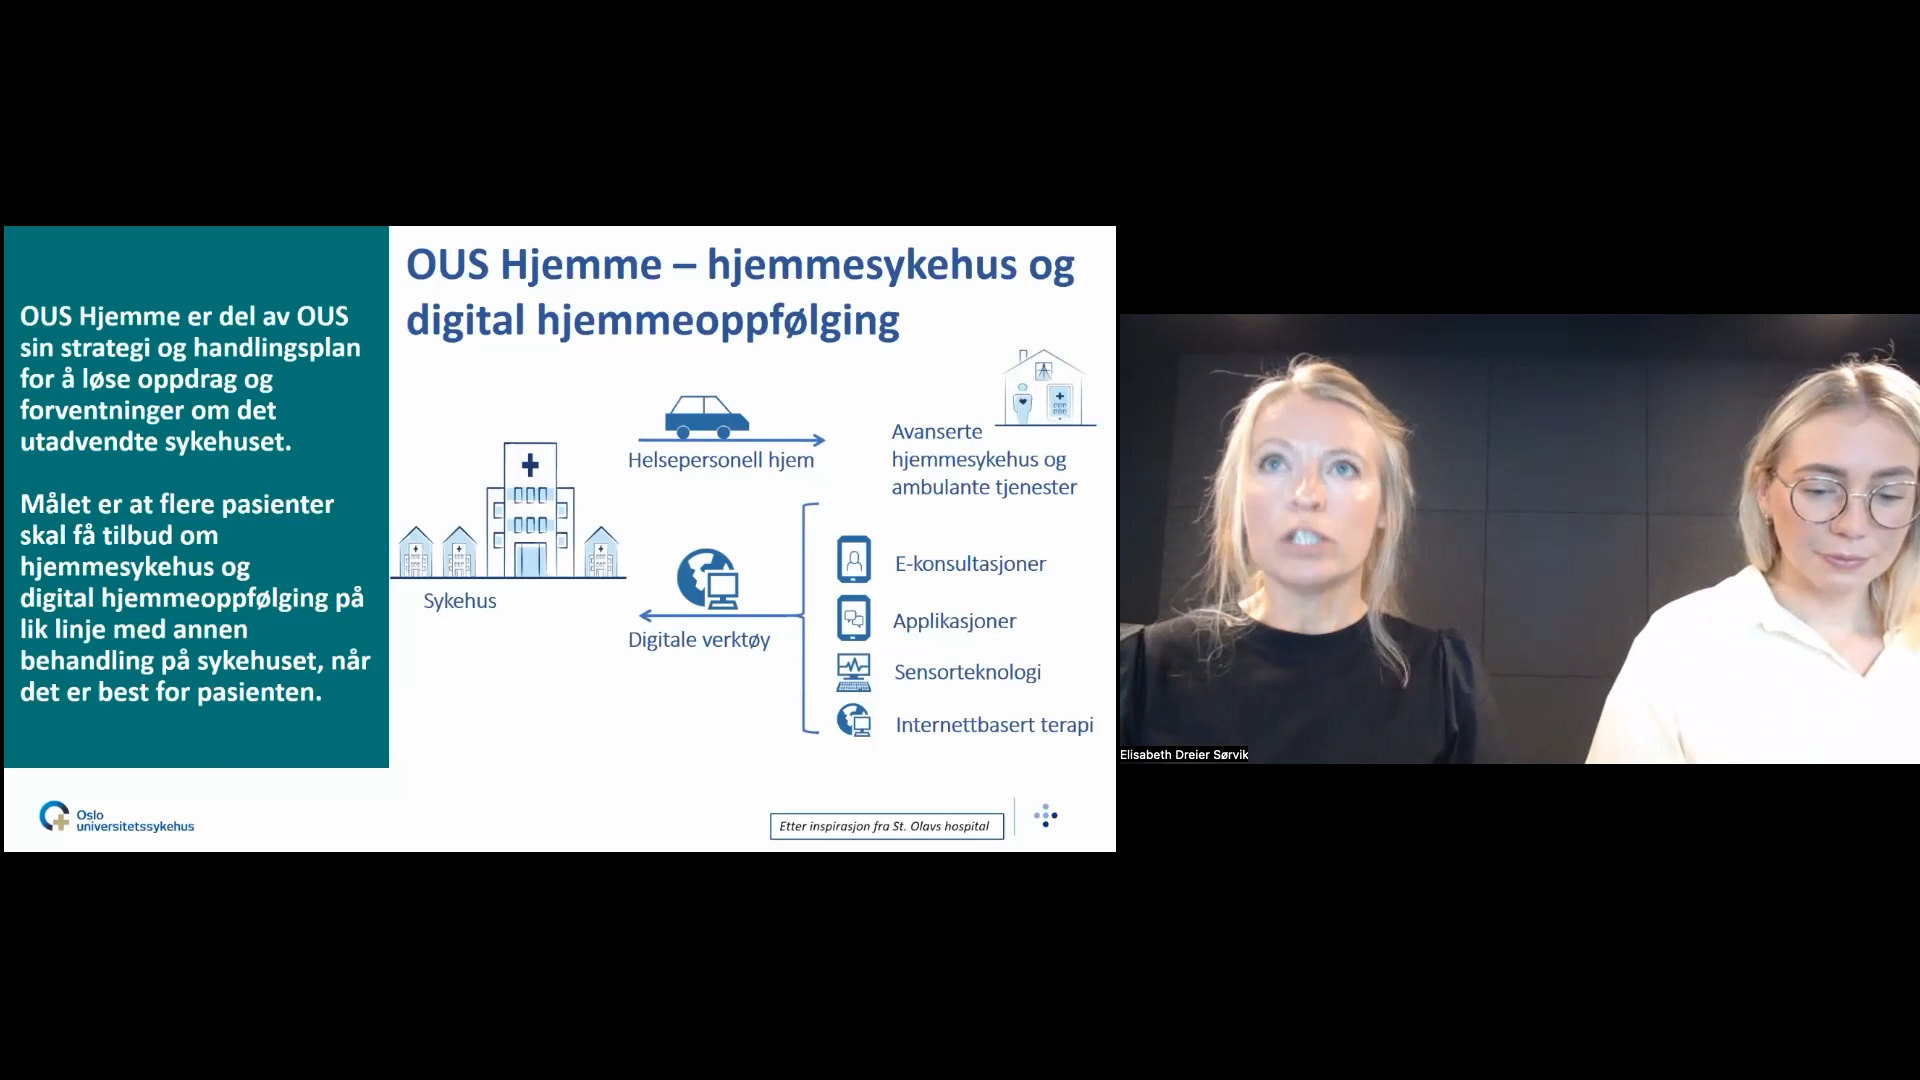 OUS Hjemme er del av OUS
sin strategi og handlingsplan
for å løse oppdrag og
forventninger om det
utadvendte sykehuset.
Målet er at flere pasienter
skal få tilbud om
hjemmesykehus og
digital hjemmeoppfølging på
lik linje med annen
behandling på sykehuset, når
det er best for pasienten.
OUS Hjemme – hjemmesykehus og
digital hjemmeoppfølging
Helsepersonell hjem
Avanserte
hjemmesykehus og
ambulante tjenester
Sykehus
Digitale verktøy
E-konsultasjoner
Applikasjoner
Sensorteknologi
Internettbasert terapi
Oslo
universitetssykehus
Etter inspirasjon fra St. Olavs hospital
Elisabeth Dreier Sørvik